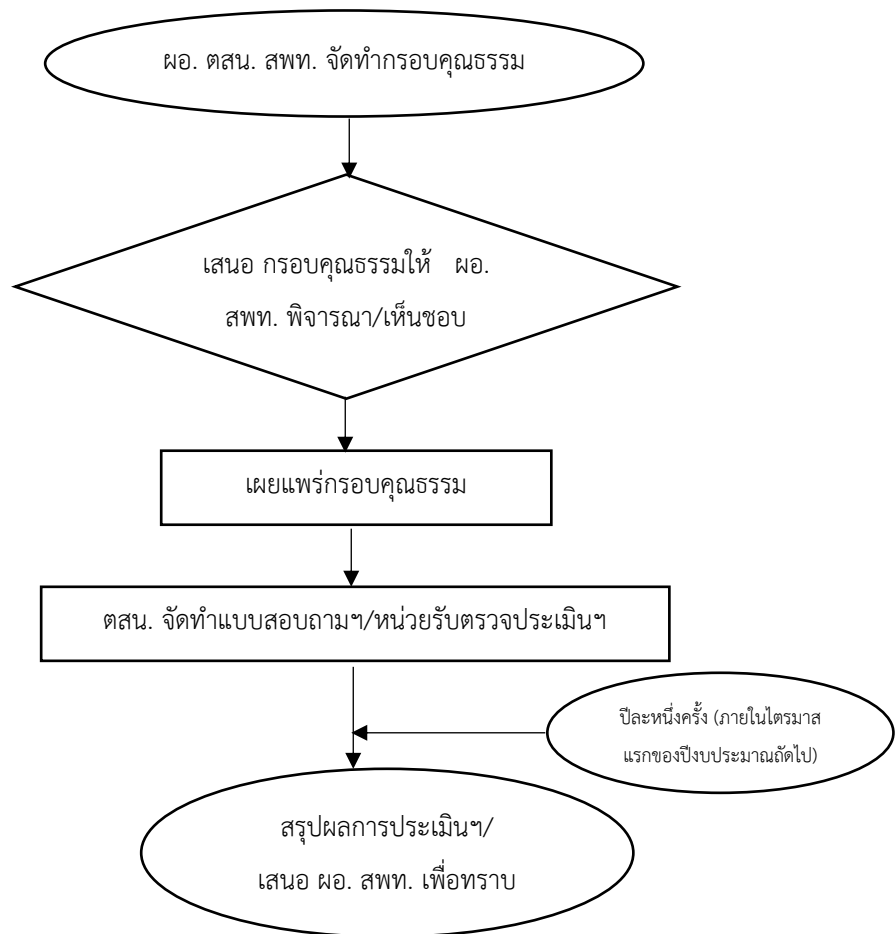 ผอ. ตสน. สพท. จัดทำกรอบคุณธรรม
เสนอ กรอบคุณธรรมให้ ผอ.
สพท. พิจารณา/เห็นชอบ
เผยแพร่กรอบคุณธรรม
ตสน. จัดทำแบบสอบถามฯ/หน่วยรับตรวจประเมินฯ
ปีละหนึ่งครั้ง (ภายในไตรมาส
แรกของปีงบประมาณถัดไป)
สรุปผลการประเมินฯ/
เสนอ ผอ. สพท. เพื่อทราบ